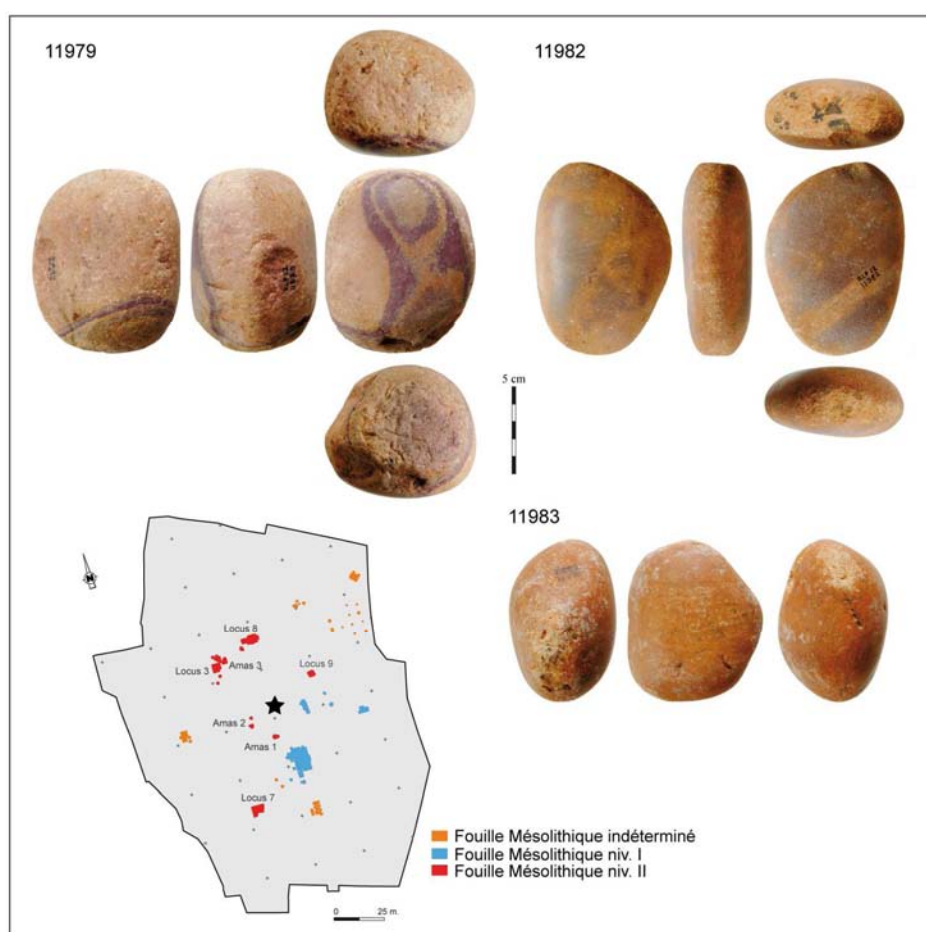 11979
11982
5 cm
11983
N
Locus 8
Locus 3
Amas 3
Locus 9
Amas 2
Amas 1
Locus 7
Fouille Mésolithique indéterminé
Fouille Mésolithique niv. I
Fouille Mésolithique niv. II
0 25 m.